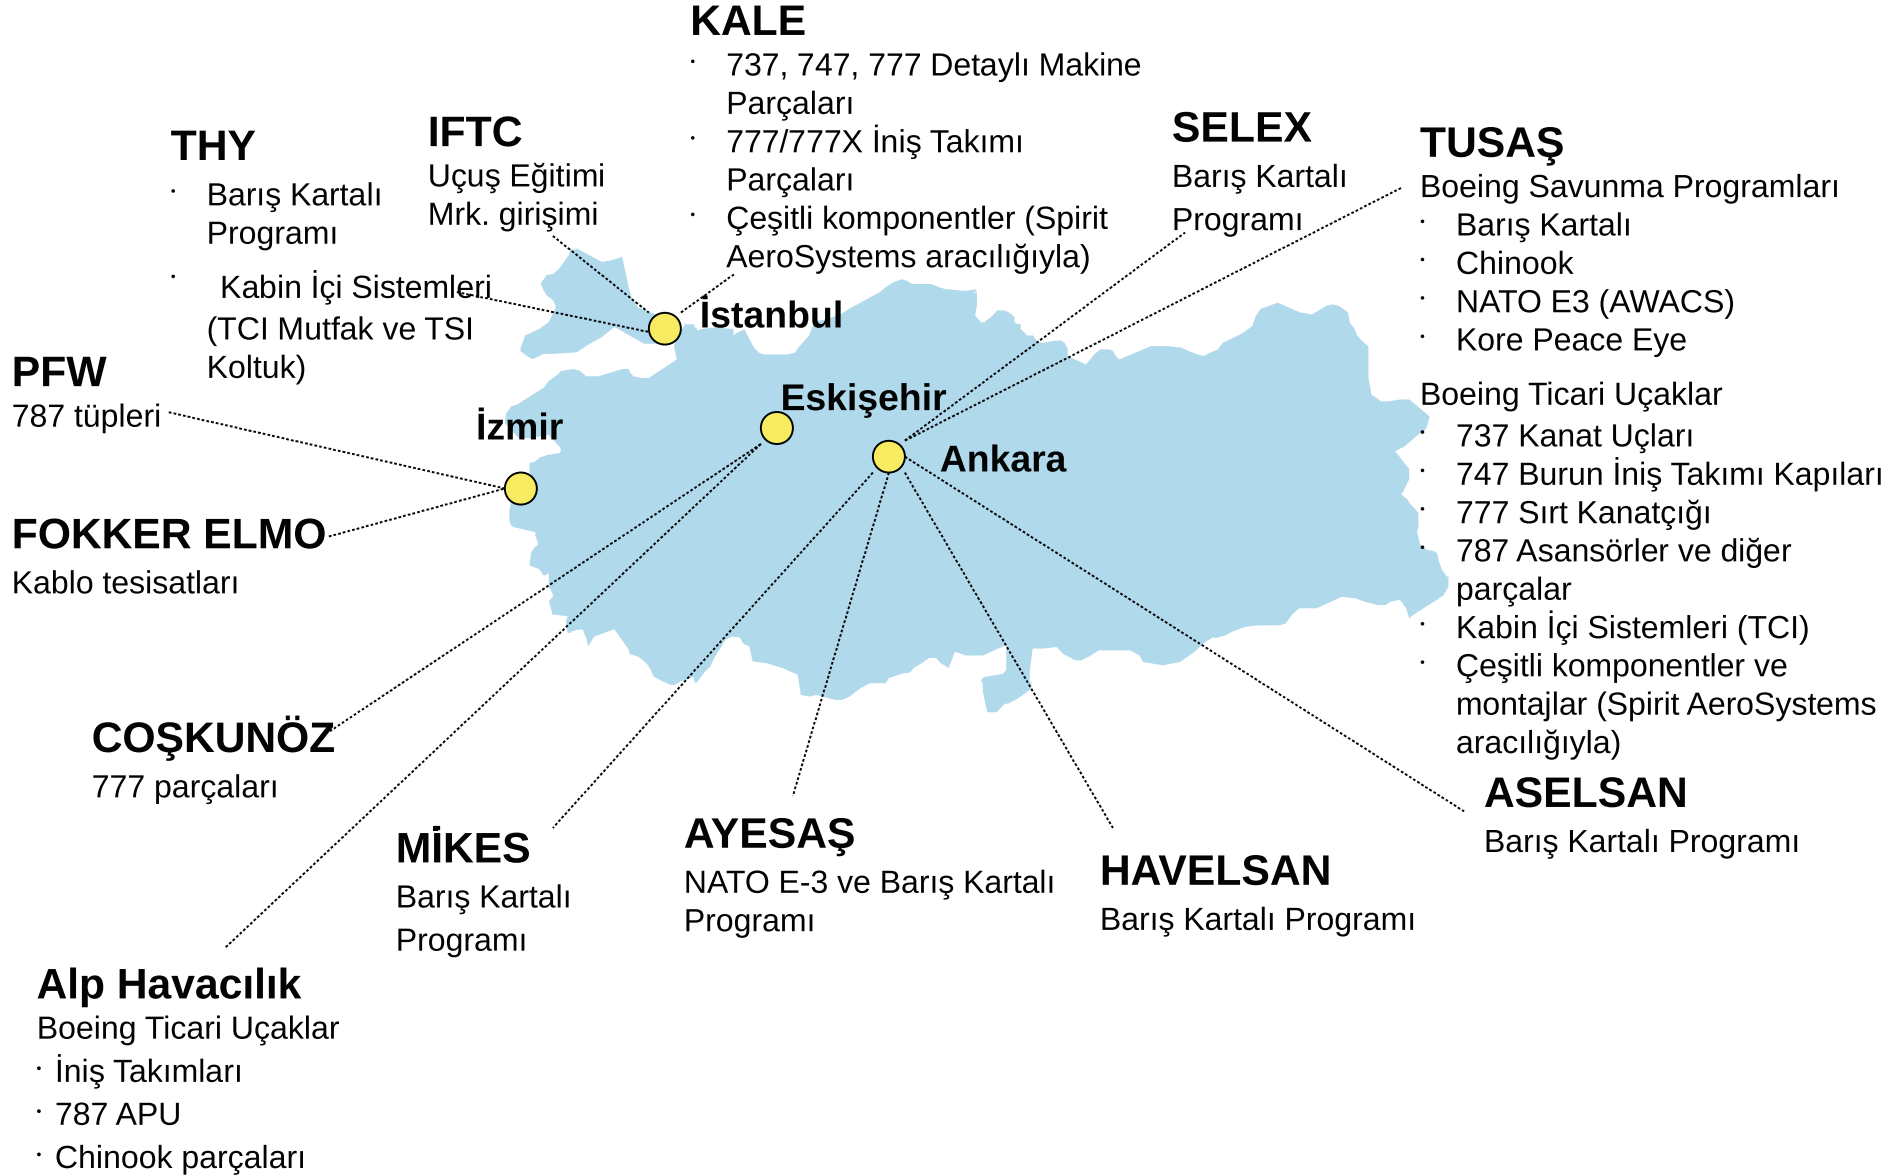 KALE
· 737, 747, 777 Detaylı Makine
Parçaları
· 777/777X İniş Takımı
Parçaları
· Çeşitli komponentler (Spirit
AeroSystems aracılığıyla)
THY
· Barış Kartalı
Programı
· Kabin İçi Sistemleri
(TCI Mutfak ve TSI
Koltuk)
IFTC
Uçuş Eğitimi
Mrk. girişimi
SELEX
Barış Kartalı
Programı
TUSAŞ
Boeing Savunma Programları
· Barış Kartalı
· Chinook
· NATO E3 (AWACS)
· Kore Peace Eye
Boeing Ticari Uçaklar
· 737 Kanat Uçları
· 747 Burun İniş Takımı Kapıları
· 777 Sırt Kanatçığı
· 787 Asansörler ve diğer
parçalar
· Kabin İçi Sistemleri (TCI)
· Çeşitli komponentler ve
montajlar (Spirit AeroSystems
aracılığıyla)
İstanbul
Eskişehir
İzmir
Ankara
PFW
787 tüpleri
FOKKER ELMO
Kablo tesisatları
COŞKUNÖZ
777 parçaları
MİKES
Barış Kartalı
Programı
AYESAŞ
NATO E-3 ve Barış Kartalı
Programı
HAVELSAN
Barış Kartalı Programı
ASELSAN
Barış Kartalı Programı
Alp Havacılık
Boeing Ticari Uçaklar
· İniş Takımları
· 787 APU
· Chinook parçaları